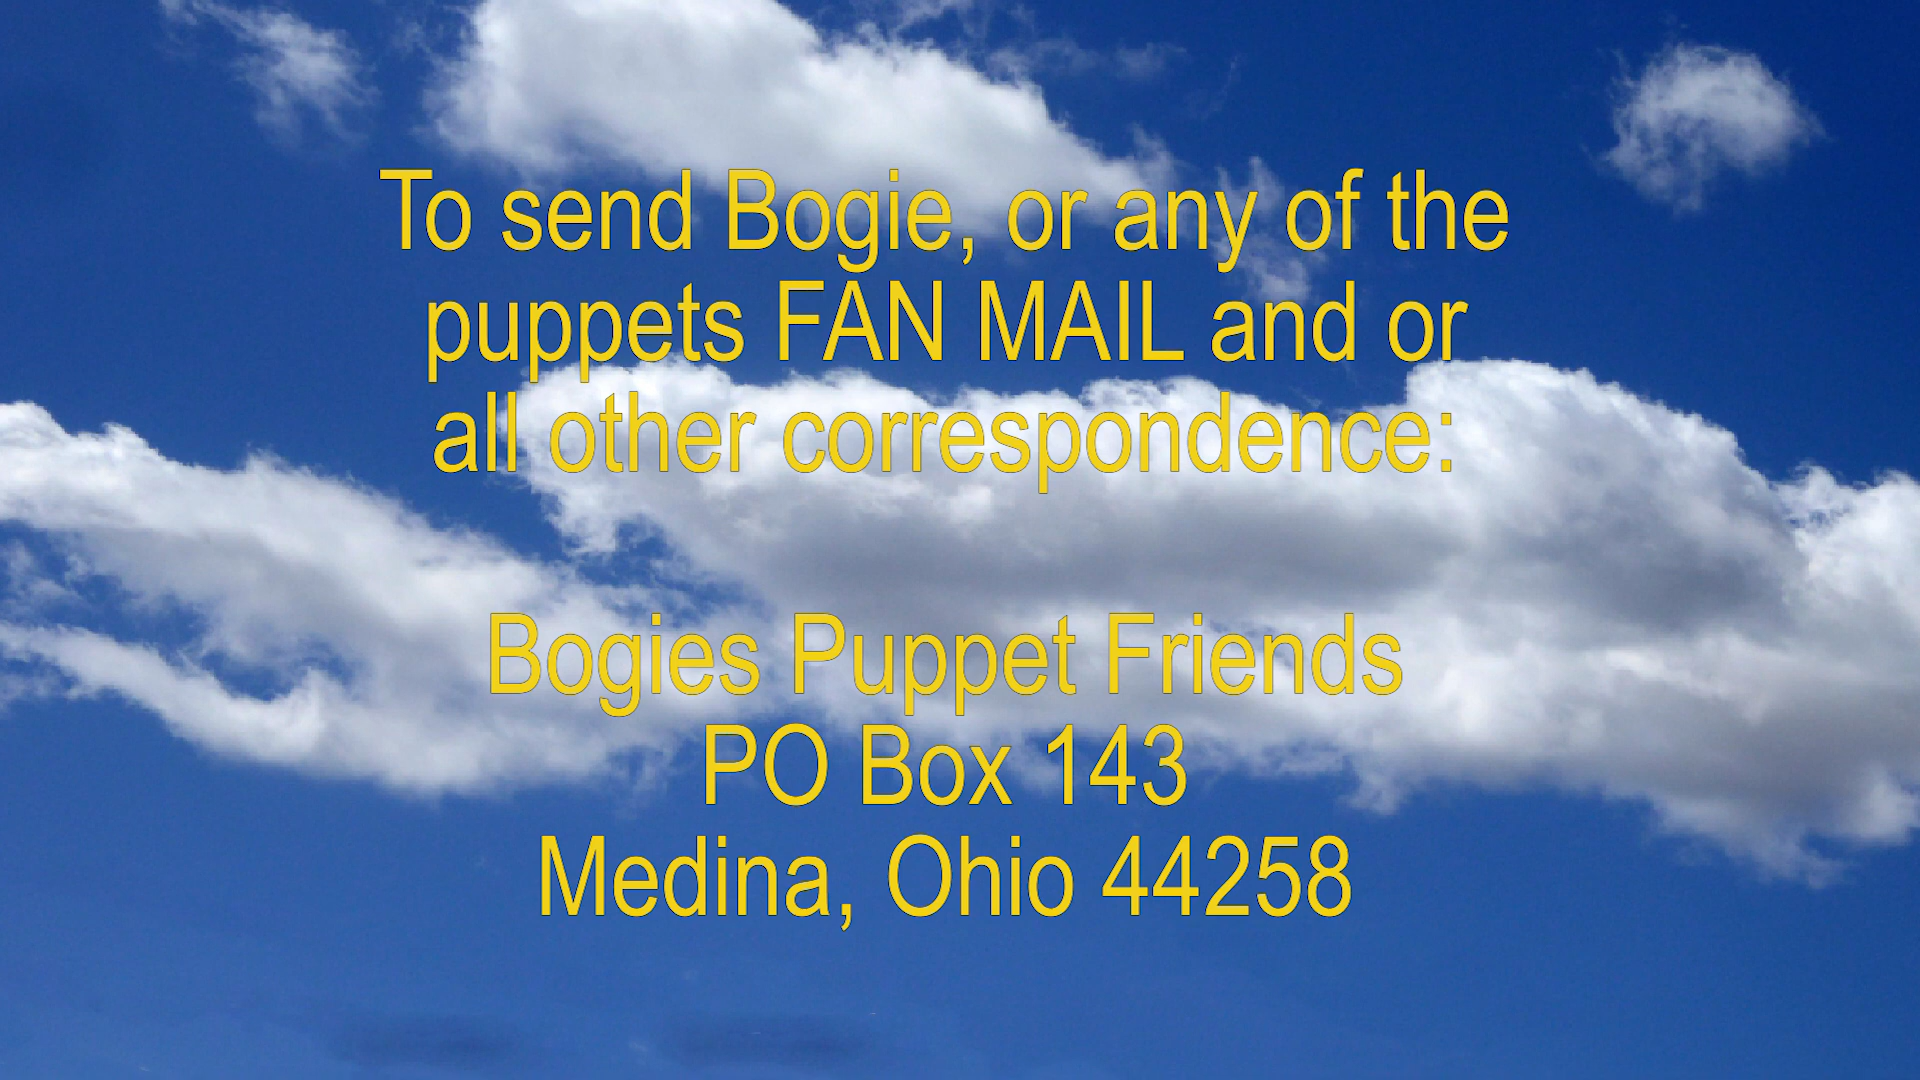 To send Bogie, or any of the
puppets FAN MAIL and or
all other correspondence:
Bogies Puppet Friends
PO Box 143
Medina, Ohio 44258